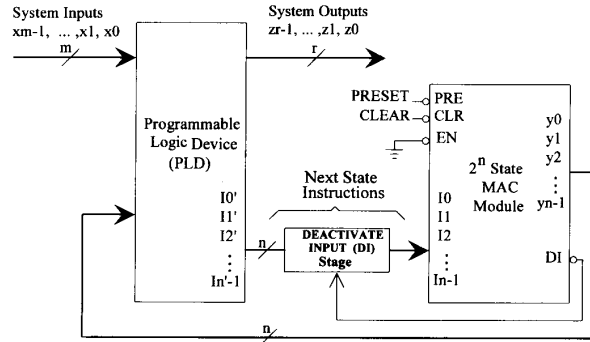 System Inputs
xm-1, ... ,x1, x0
m
System Outputs
zr-1, ... ,z1, z0
r
Programmable
Logic Device
(PLD)
I0'
I1'
I2'
In'-1
n
Next State
Instructions
DEACTIVATE
INPUT (DI)
Stage
PRESET
CLEAR
PRE
CLR
EN
2^n State
MAC
Module
y0
y1
y2
yn-1
I0
I1
I2
In-1
DI
n